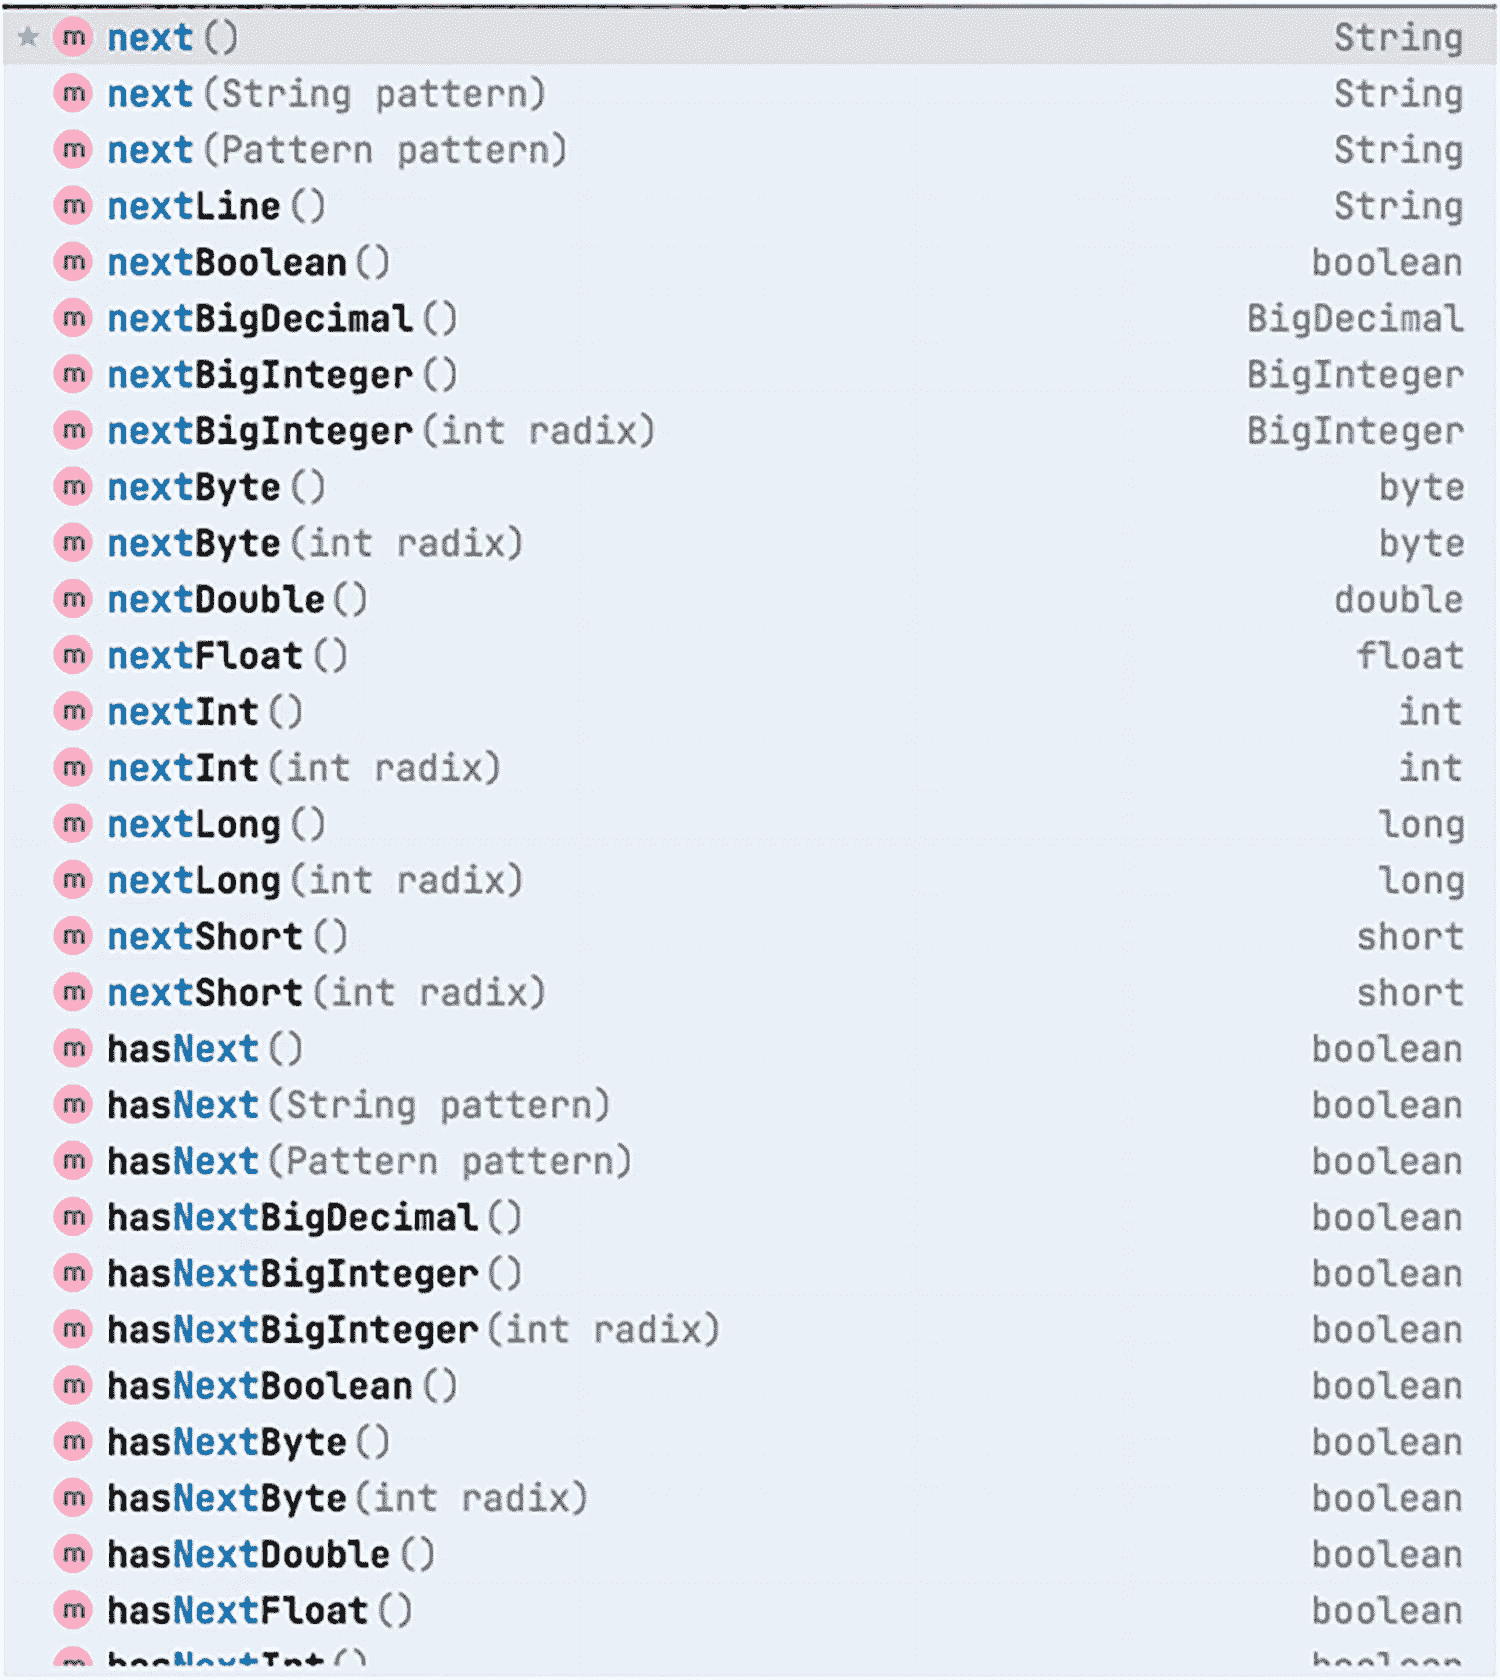 m next() String
m next(String pattern) String
m next(Pattern pattern) String
m nextLine() String
m nextBoolean() boolean
m nextBigDecimal() BigDecimal
m nextBigInteger() BigInteger
m nextBigInteger(int radix) BigInteger
m nextByte() byte
m nextByte(int radix) byte
m nextDouble() double
m nextFloat() float
m nextInt() int
m nextInt(int radix) int
m nextLong() long
m nextLong(int radix) long
m nextShort() short
m nextShort(int radix) short
m hasNext() boolean
m hasNext(String pattern) boolean
m hasNext(Pattern pattern) boolean
m hasNextBigDecimal() boolean
m hasNextBigInteger() boolean
m hasNextBigInteger(int radix) boolean
m hasNextBoolean() boolean
m hasNextByte() boolean
m hasNextByte(int radix) boolean
m hasNextDouble() boolean
m hasNextFloat() boolean
m hasNextInt() boolean